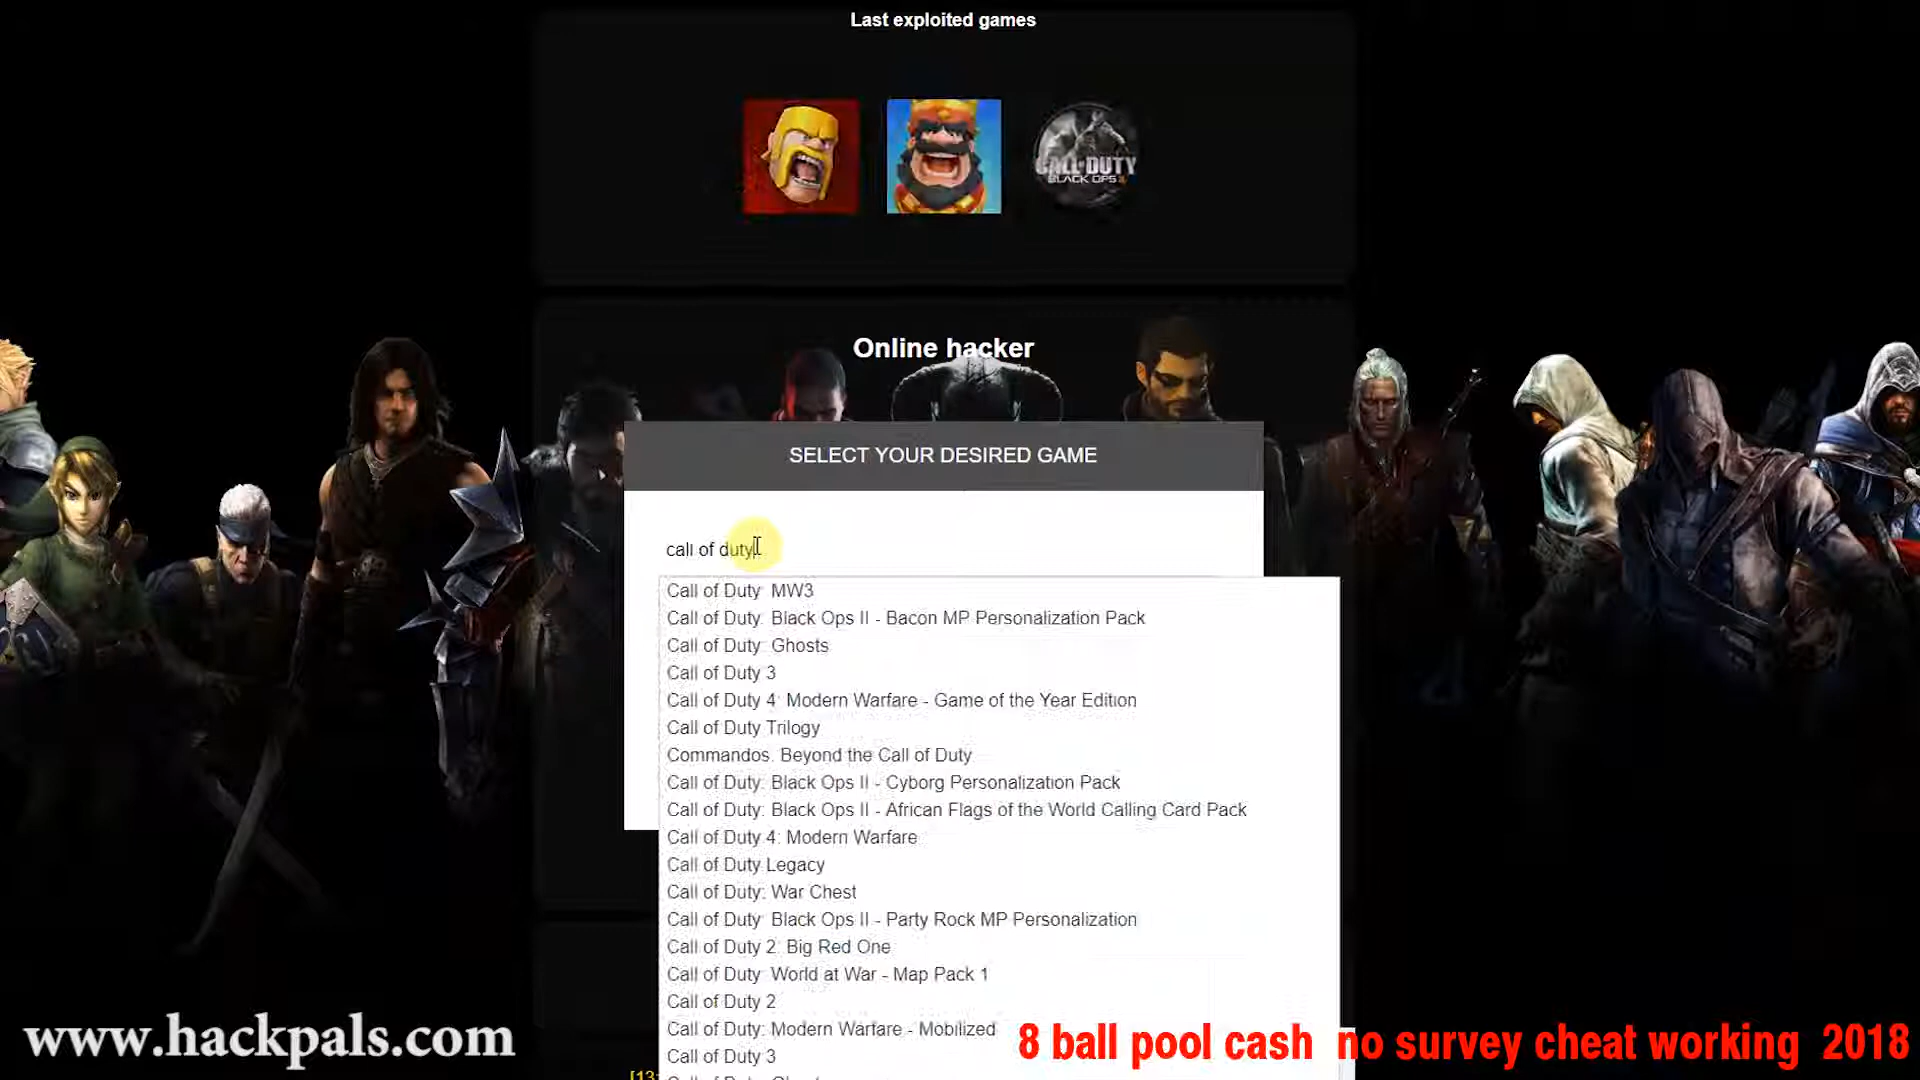 Last exploited games
CALL OF DUTY
BLACK OPS II
Online hacker
SELECT YOUR DESIRED GAME
call of duty
Call of Duty: MW3
Call of Duty: Black Ops II - Bacon MP Personalization Pack
Call of Duty: Ghosts
Call of Duty 3
Call of Duty 4: Modern Warfare - Game of the Year Edition
Call of Duty Trilogy
Commandos: Beyond the Call of Duty
Call of Duty: Black Ops II - Cyborg Personalization Pack
Call of Duty: Black Ops II - African Flags of the World Calling Card Pack
Call of Duty 4: Modern Warfare
Call of Duty Legacy
Call of Duty: War Chest
Call of Duty: Black Ops II - Party Rock MP Personalization
Call of Duty 2: Big Red One
Call of Duty: World at War - Map Pack 1
Call of Duty 2
Call of Duty: Modern Warfare - Mobilized
Call of Duty 3
www.hackpals.com
8 ball pool cash no survey cheat working 2018
[13: